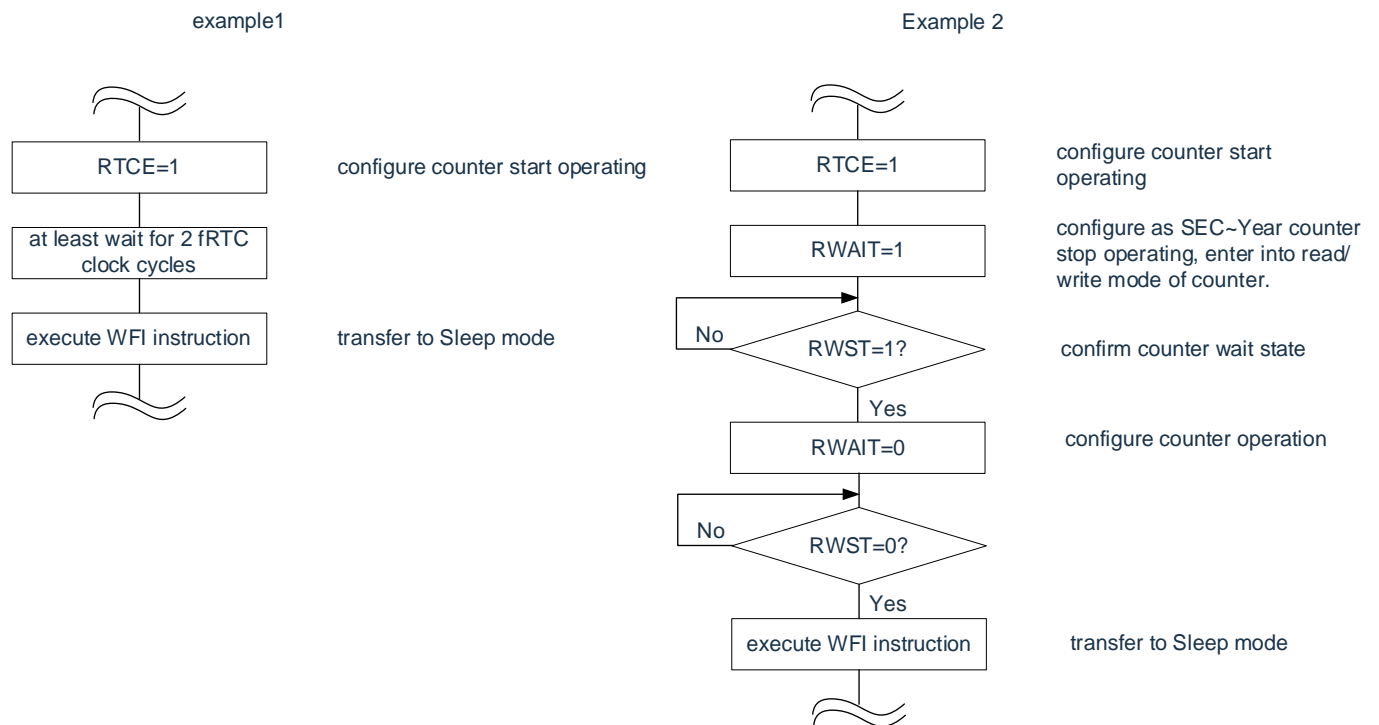 example1
RTCE=1
configure counter start operating
at least wait for 2 fRTC
clock cycles
execute WFI instruction
transfer to Sleep mode
Example 2
RTCE=1
configure counter start
operating
RWAIT=1
configure as SEC~Year counter
stop operating, enter into read/
write mode of counter.
No
RWST=1?
confirm counter wait state
Yes
RWAIT=0
configure counter operation
No
RWST=0?
Yes
execute WFI instruction
transfer to Sleep mode